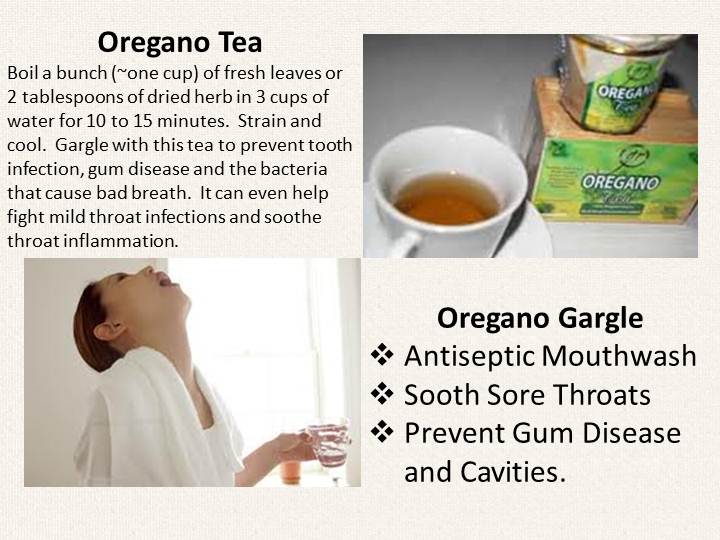 Oregano Tea
Boil a bunch (~one cup) of fresh leaves or
2 tablespoons of dried herb in 3 cups of
water for 10 to 15 minutes.  Strain and
cool.  Gargle with this tea to prevent tooth
infection, gum disease and the bacteria
that cause bad breath.  It can even help
fight mild throat infections and soothe
throat inflammation.
OREGANO
Tea
OREGANO
Tea
Oregano Gargle
❖ Antiseptic Mouthwash
❖ Sooth Sore Throats
❖ Prevent Gum Disease
and Cavities.